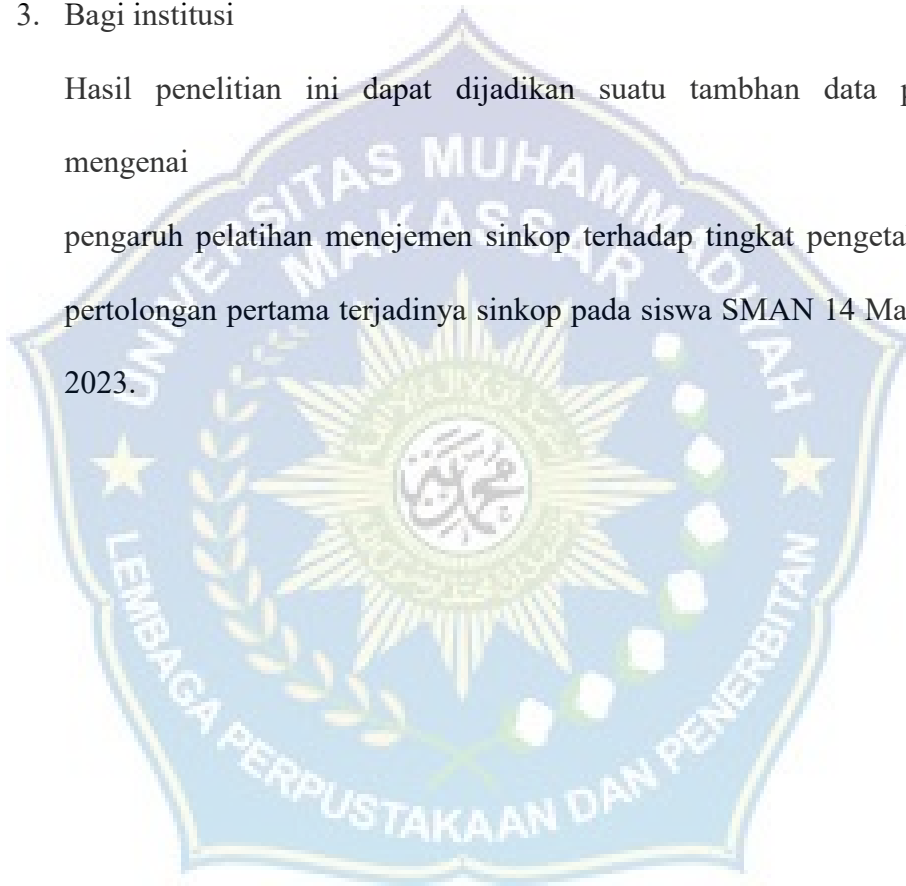 3. Bagi institusi
Hasil penelitian ini dapat dijadikan suatu tambhan data
mengenai
pengaruh pelatihan menejemen sinkop terhadap tingkat
pertolongan pertama terjadinya sinkop pada siswa SMAN 14
2023.
UNIVERSITAS MUHAMMADIYAH
MAKASSAR
LEMBAGA PERPUSTAKAAN DAN PENERBITAN